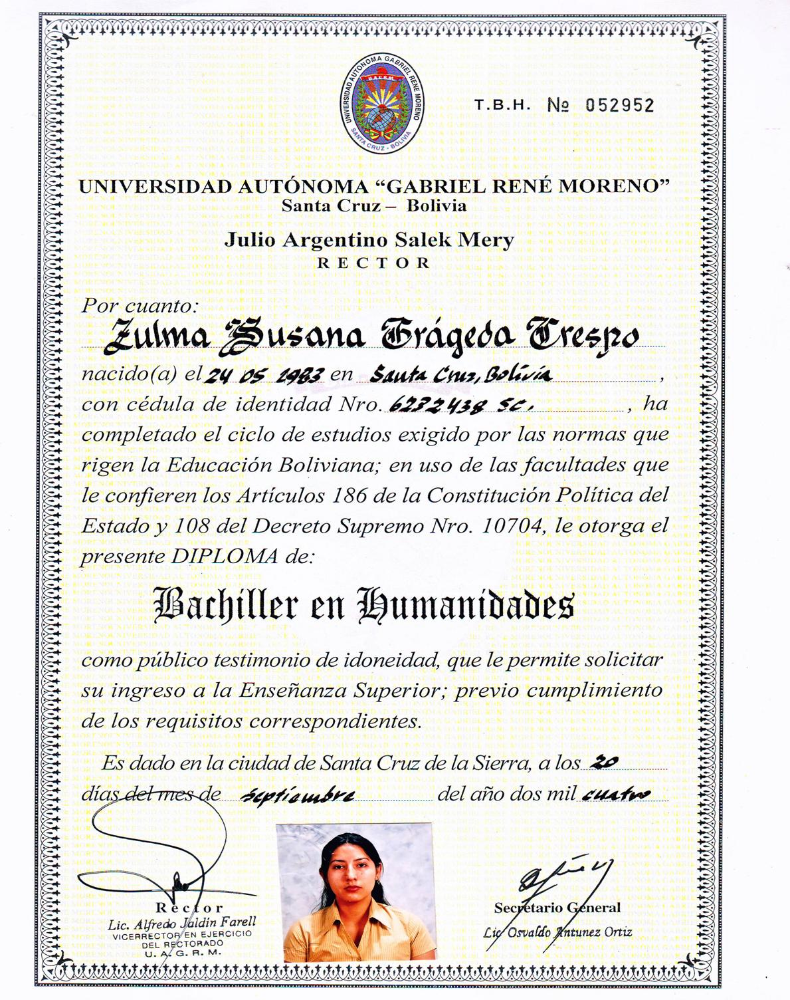 UNIVERSIDAD AUTONOMA GABRIEL RENE MORENO
U.A.G.R.M.
SANTA CRUZ - BOLIVIA
T.B.H. Nº 052952
UNIVERSIDAD AUTÓNOMA “GABRIEL RENÉ MORENO”
Santa Cruz – Bolivia
Julio Argentino Salek Mery
RECTOR
Por cuanto:
Zulma Susana Grágeda Crespo
nacido(a) el 24 05 1983 en Santa Cruz, Bolivia,
con cédula de identidad Nro. 6232438 SC., ha
completado el ciclo de estudios exigido por las normas que
rigen la Educación Boliviana; en uso de las facultades que
le confieren los Artículos 186 de la Constitución Política del
Estado y 108 del Decreto Supremo Nro. 10704, le otorga el
presente DIPLOMA de:
Bachiller en Humanidades
como público testimonio de idoneidad, que le permite solicitar
su ingreso a la Enseñanza Superior; previo cumplimiento
de los requisitos correspondientes.
Es dado en la ciudad de Santa Cruz de la Sierra, a los 20
días del mes de septiembre del año dos mil cuatro
Rector
Lic. Alfredo Jaldín Farell
VICERRECTOR EN EJERCICIO
DEL RECTORADO
U. A. G. R. M.
Secretario General
Lic Osvaldo Antunez Ortiz